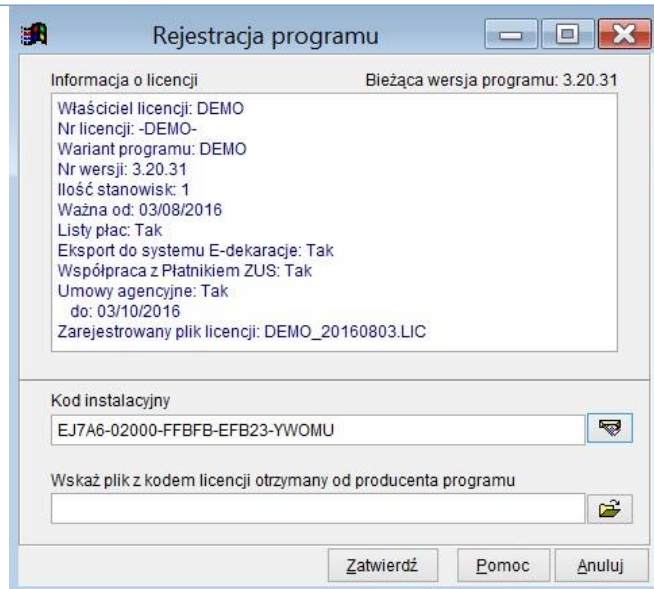 Rejestracja programu
Informacja o licencji
Bieżąca wersja programu: 3.20.31
Właściciel licencji: DEMO
Nr licencji: -DEMO-
Wariant programu: DEMO
Nr wersji: 3.20.31
Ilość stanowisk: 1
Ważna od: 03/08/2016
Listy płac: Tak
Eksport do systemu E-dekaracje: Tak
Współpraca z Płatnikiem ZUS: Tak
Umowy agencyjne: Tak
do: 03/10/2016
Zarejestrowany plik licencji: DEMO_20160803.LIC
Kod instalacyjny
EJ7A6-02000-FFBFB-EFB23-YWOMU
Wskaż plik z kodem licencji otrzymany od producenta programu
Zatwierdź
Pomoc
Anuluj